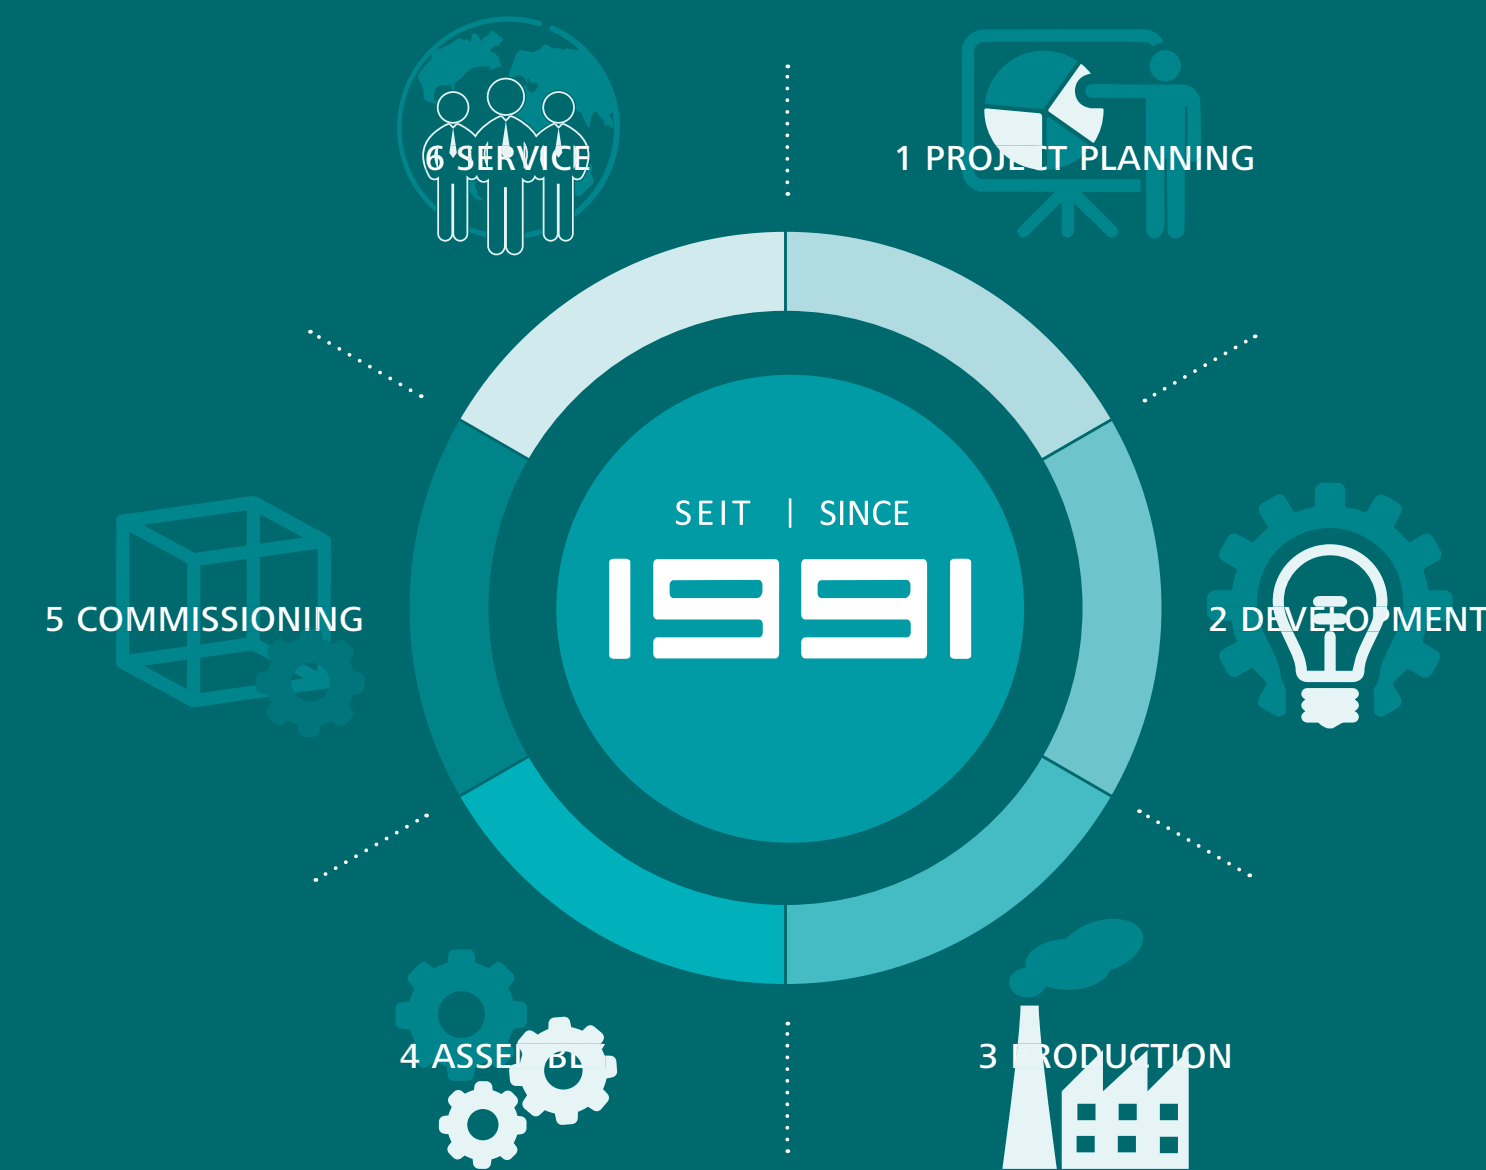 6 SERVICE
1 PROJECT PLANNING
SEIT | SINCE
1991
5 COMMISSIONING
2 DEVELOPMENT
4 ASSEMBLY
3 PRODUCTION